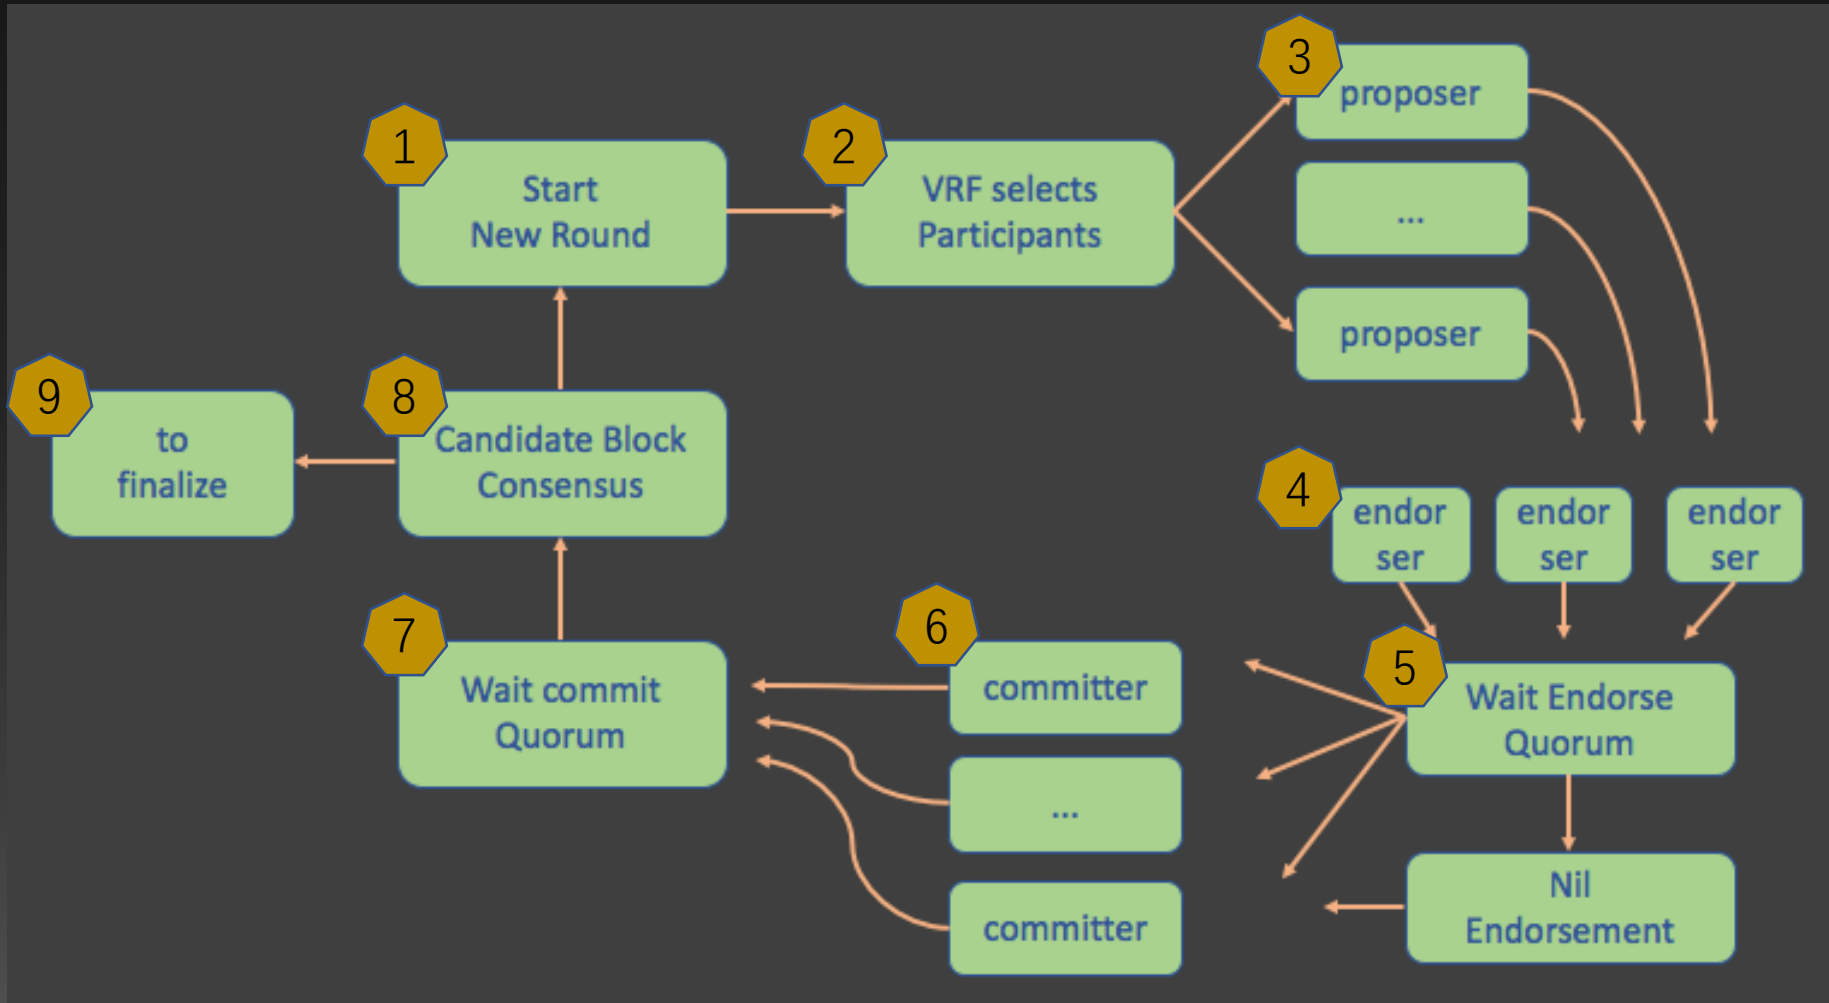 1
Start
New Round
2
VRF selects
Participants
3
proposer
...
proposer
4
endor
ser
endor
ser
endor
ser
5
Wait Endorse
Quorum
Nil
Endorsement
6
committer
...
committer
7
Wait commit
Quorum
8
Candidate Block
Consensus
9
to
finalize